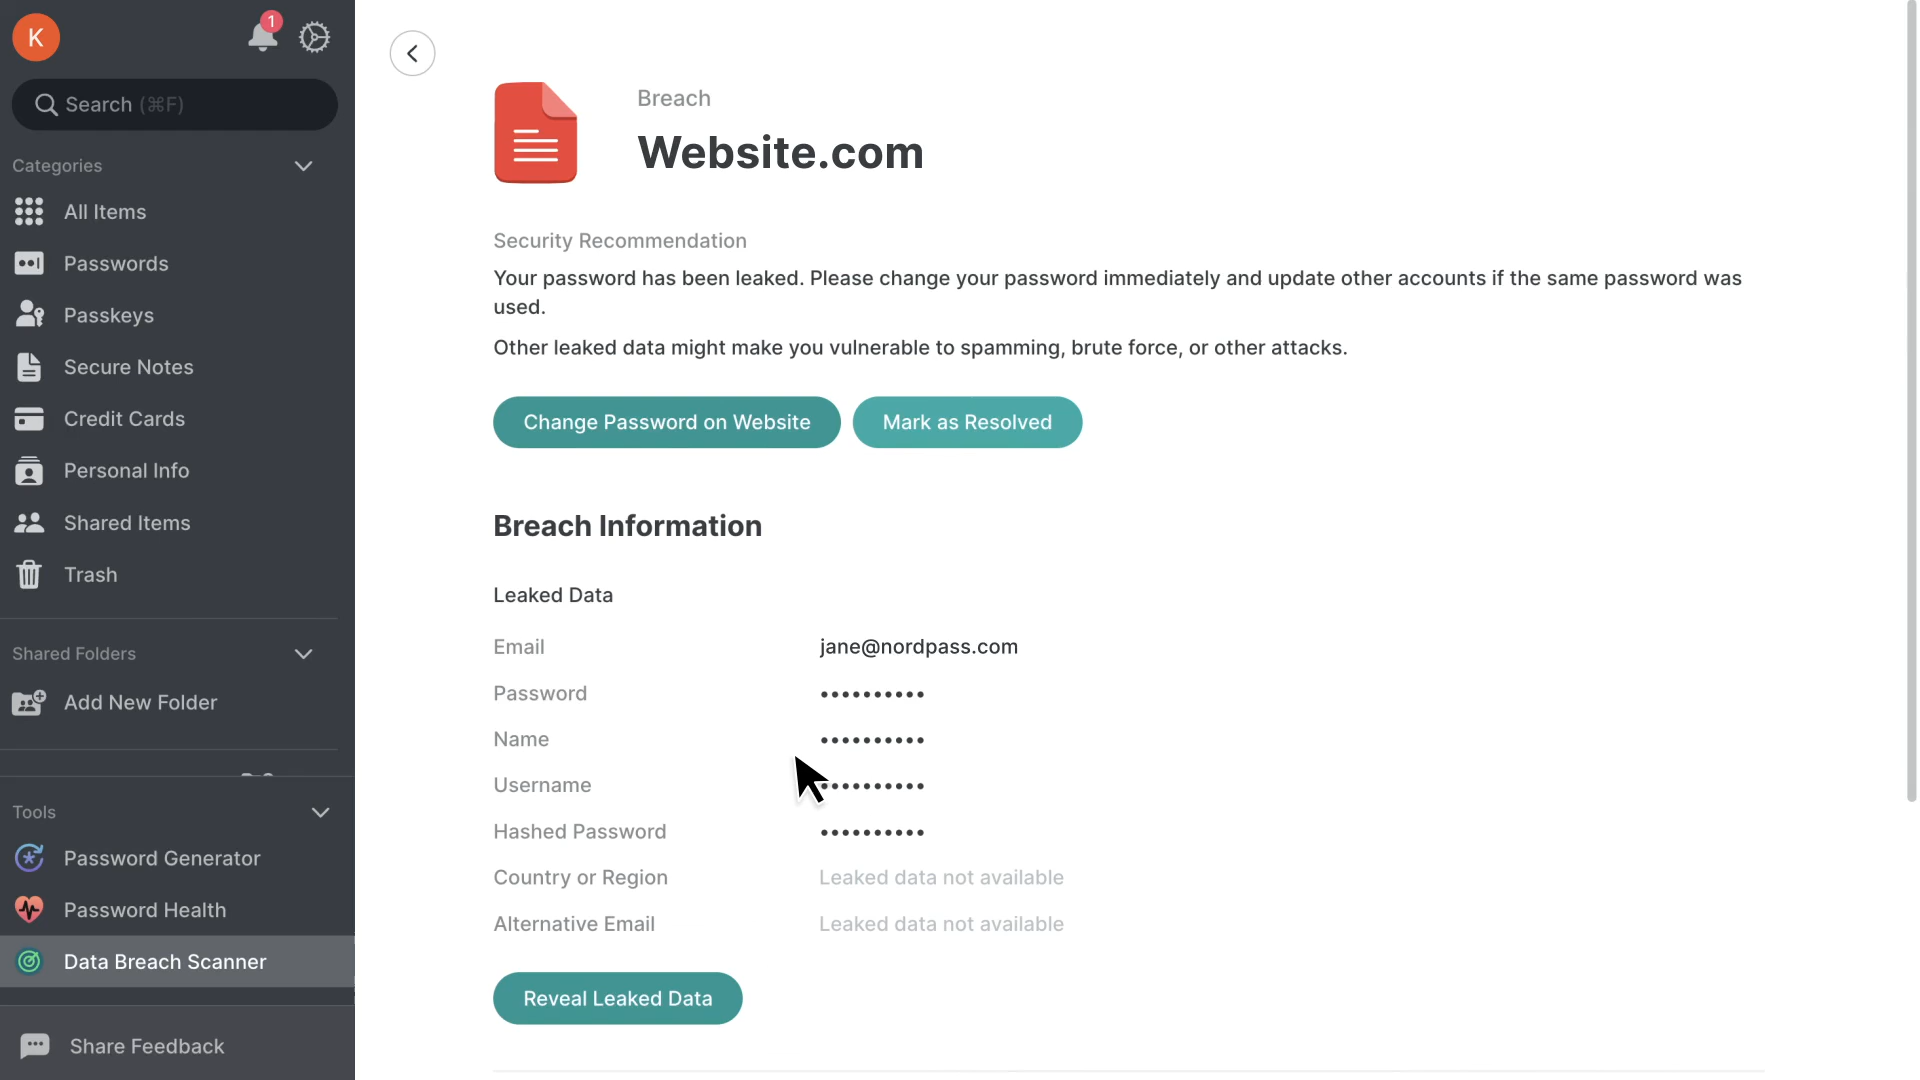 K
1
Search (⌘F)
Categories
All Items
Passwords
Passkeys
Secure Notes
Credit Cards
Personal Info
Shared Items
Trash
Shared Folders
Add New Folder
Tools
Password Generator
Password Health
Data Breach Scanner
Share Feedback
Breach
Website.com
Security Recommendation
Your password has been leaked. Please change your password immediately and update other accounts if the same password was
used.
Other leaked data might make you vulnerable to spamming, brute force, or other attacks.
Change Password on Website
Mark as Resolved
Breach Information
Leaked Data
Email jane@nordpass.com
Password ••••••••••
Name ••••••••••
Username ••••••••••
Hashed Password ••••••••••
Country or Region Leaked data not available
Alternative Email Leaked data not available
Reveal Leaked Data